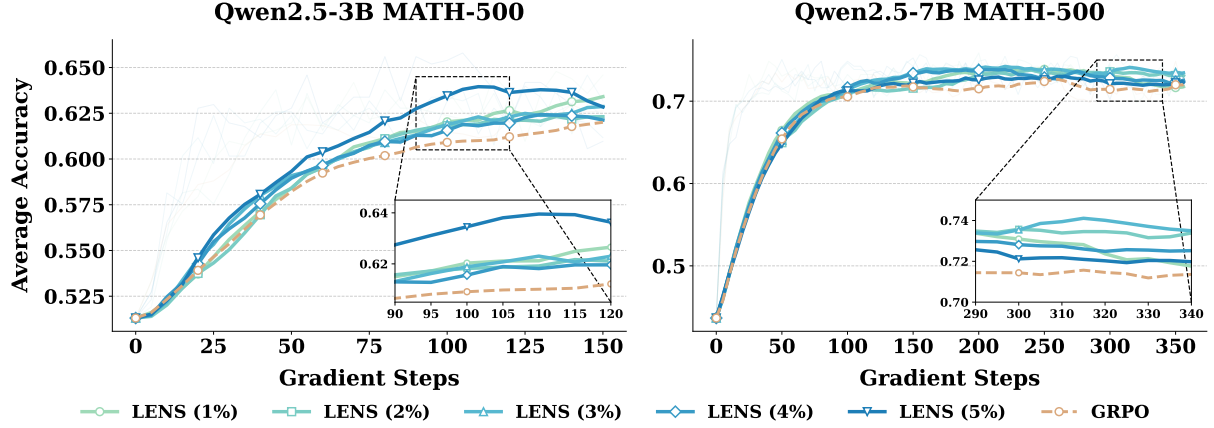 Qwen2.5-3B MATH-500
Qwen2.5-7B MATH-500
Average Accuracy
0.650
0.625
0.600
0.575
0.550
0.525
0 25 50 75 100 125 150
0.64
0.62
90 95 100 105 110 115 120
Gradient Steps
0.7
0.6
0.5
0 50 100 150 200 250 300 350
0.74
0.72
0.70
290 300 310 320 330 340
Gradient Steps
LENS (1%) LENS (2%) LENS (3%) LENS (4%) LENS (5%) GRPO